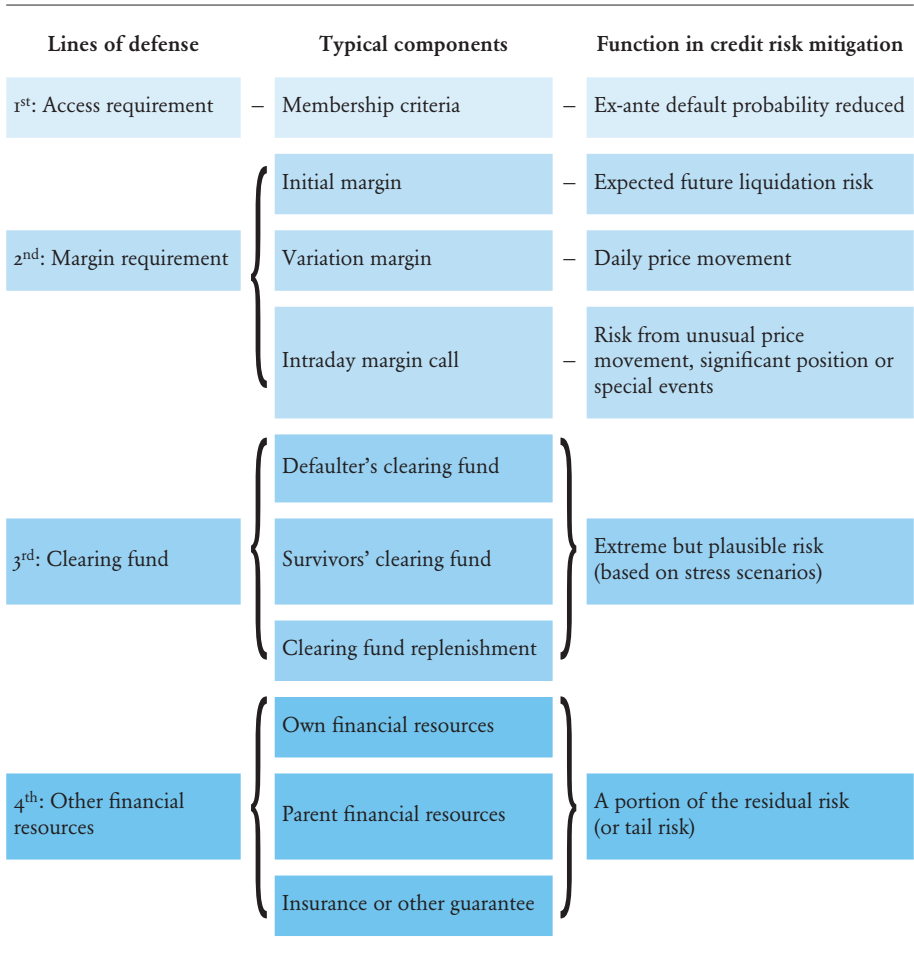 Lines of defense Typical components Function in credit risk mitigation
1st: Access requirement – Membership criteria – Ex-ante default probability reduced
Initial margin – Expected future liquidation risk
2nd: Margin requirement Variation margin – Daily price movement
Intraday margin call – Risk from unusual price
movement, significant position or
special events
Defaulter's clearing fund
3rd: Clearing fund Survivors' clearing fund Extreme but plausible risk
(based on stress scenarios)
Clearing fund replenishment
Own financial resources
4th: Other financial
resources
Parent financial resources
A portion of the residual risk
(or tail risk)
Insurance or other guarantee